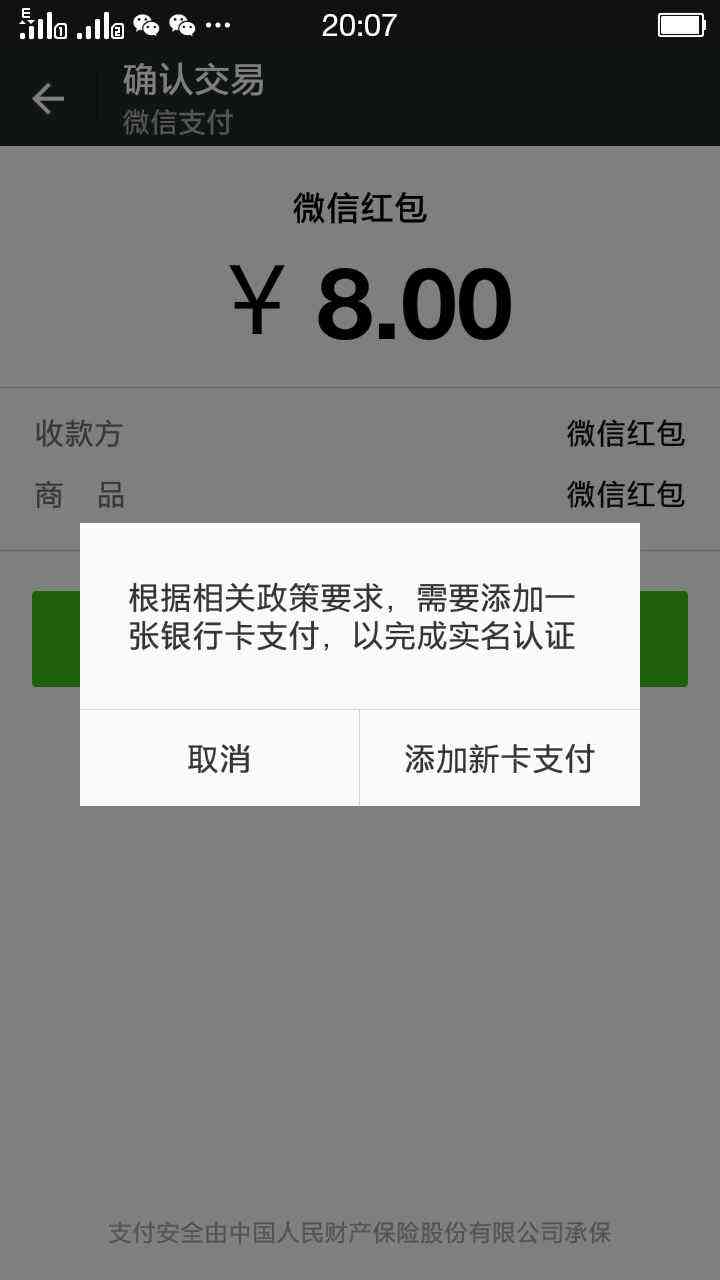 20:07
确认交易
微信支付
微信红包
¥ 8.00
收款方 微信红包
商 品 微信红包
根据相关政策要求，需要添加一
张银行卡支付，以完成实名认证
取消 添加新卡支付
支付安全由中国人民财产保险股份有限公司承保